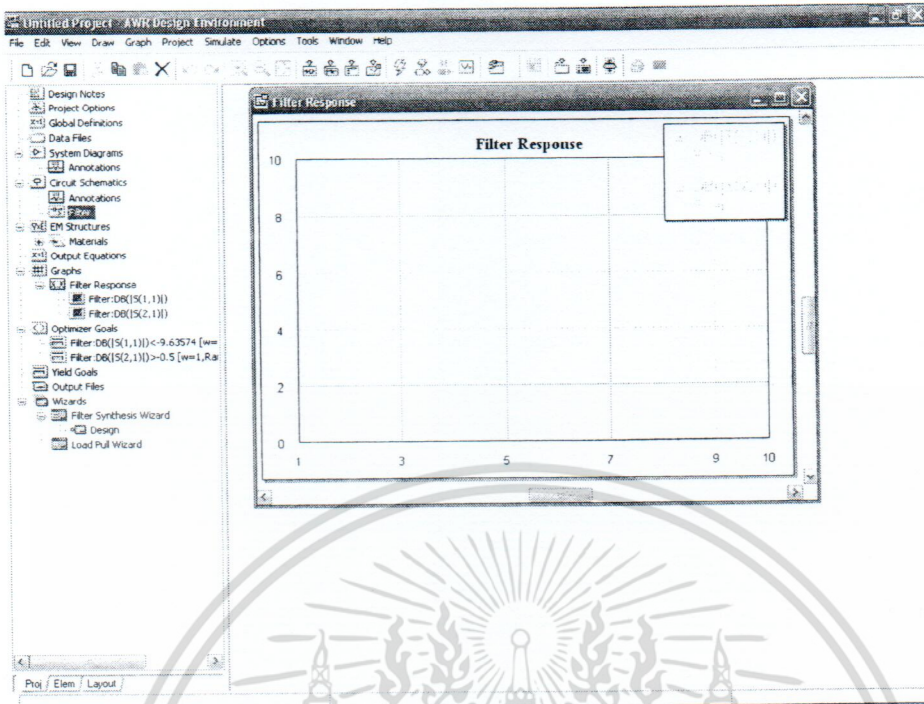 Untitled Project - AWR Design Environment
File Edit View Draw Graph Project Simulate Options Tools Window Help
Design Notes
Project Options
Global Definitions
Data Files
System Diagrams
Annotations
Circuit Schematics
Annotations
Filter
EM Structures
Materials
Output Equations
Graphs
Filter Response
Filter:DB(|S(1,1)|)
Filter:DB(|S(2,1)|)
Optimizer Goals
Filter:DB(|S(1,1)|)<-9.63574 [w=
Filter:DB(|S(2,1)|)>-0.5 [w=1,Ra
Yield Goals
Output Files
Wizards
Filter Synthesis Wizard
Design
Load Pull Wizard
Proj Elem Layout
Filter Response
Filter Response
10
8
6
4
2
0
1 3 5 7 9 10